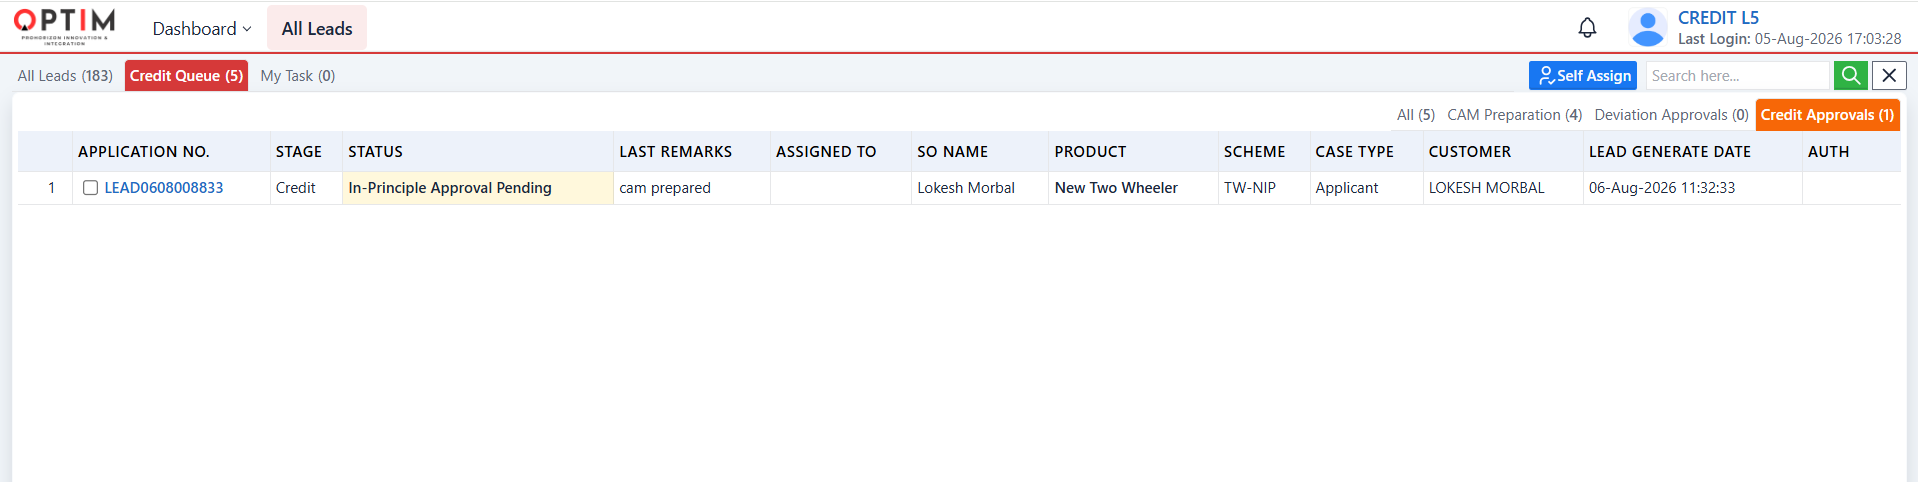 OPTIM
PROHORIZON INNOVATION &
INTEGRATION
Dashboard
All Leads
CREDIT L5
Last Login: 05-Aug-2026 17:03:28
All Leads (183)
Credit Queue (5)
My Task (0)
Self Assign
Search here...
All (5)
CAM Preparation (4)
Deviation Approvals (0)
Credit Approvals (1)
APPLICATION NO. STAGE STATUS LAST REMARKS ASSIGNED TO SO NAME PRODUCT SCHEME CASE TYPE CUSTOMER LEAD GENERATE DATE AUTH
1 LEAD0608008833 Credit In-Principle Approval Pending cam prepared Lokesh Morbal New Two Wheeler TW-NIP Applicant LOKESH MORBAL 06-Aug-2026 11:32:33